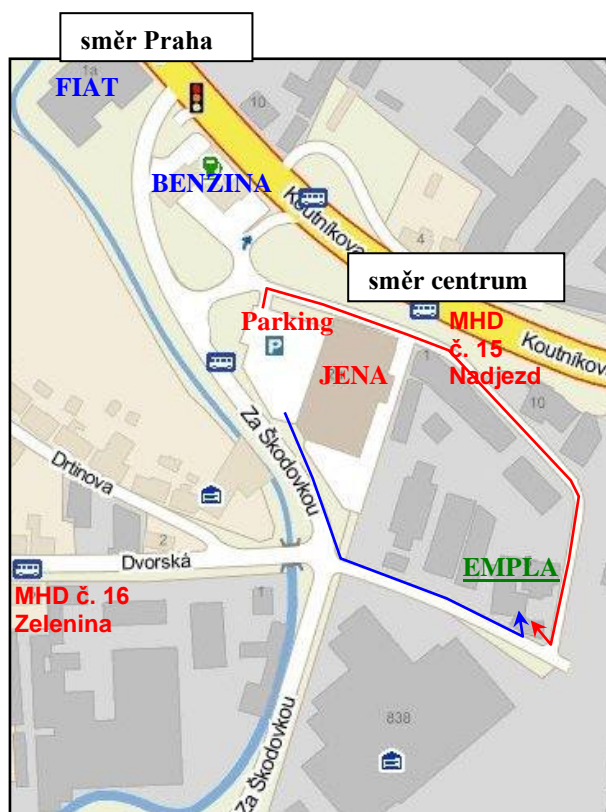 směr Praha
1a
FIAT
10
BENZINA
Koutníkova
4
směr centrum
Parking
MHD
č. 15
Nadjezd
P
JENA
1
Koutníkov
10
Za Škodovkou
Drtinova
2
Dvorská
EMPLA
MHD č. 16
Zelenina
1
838
Za Škodovkou